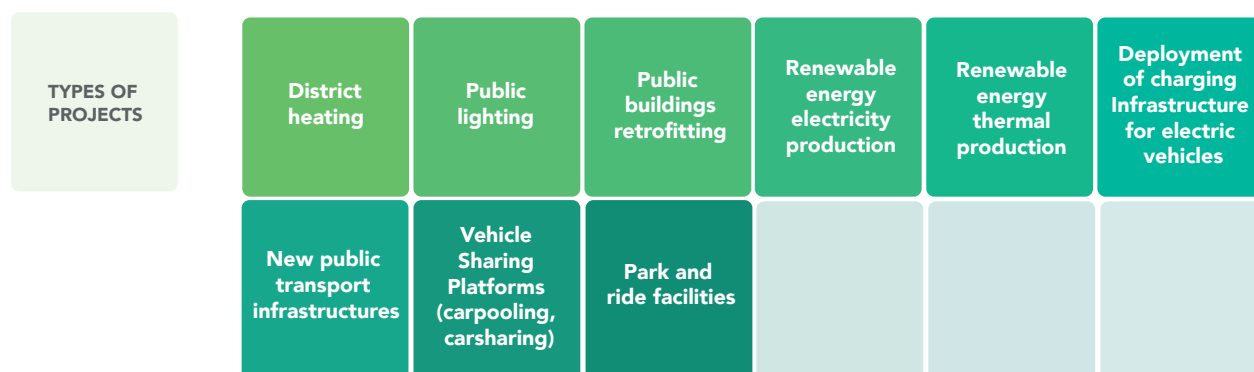 TYPES OF
PROJECTS
District
heating
Public
lighting
Public
buildings
retrofitting
Renewable
energy
electricity
production
Renewable
energy
thermal
production
Deployment
of charging
Infrastructure
for electric
vehicles
New public
transport
infrastructures
Vehicle
Sharing
Platforms
(carpooling,
carsharing)
Park and
ride facilities